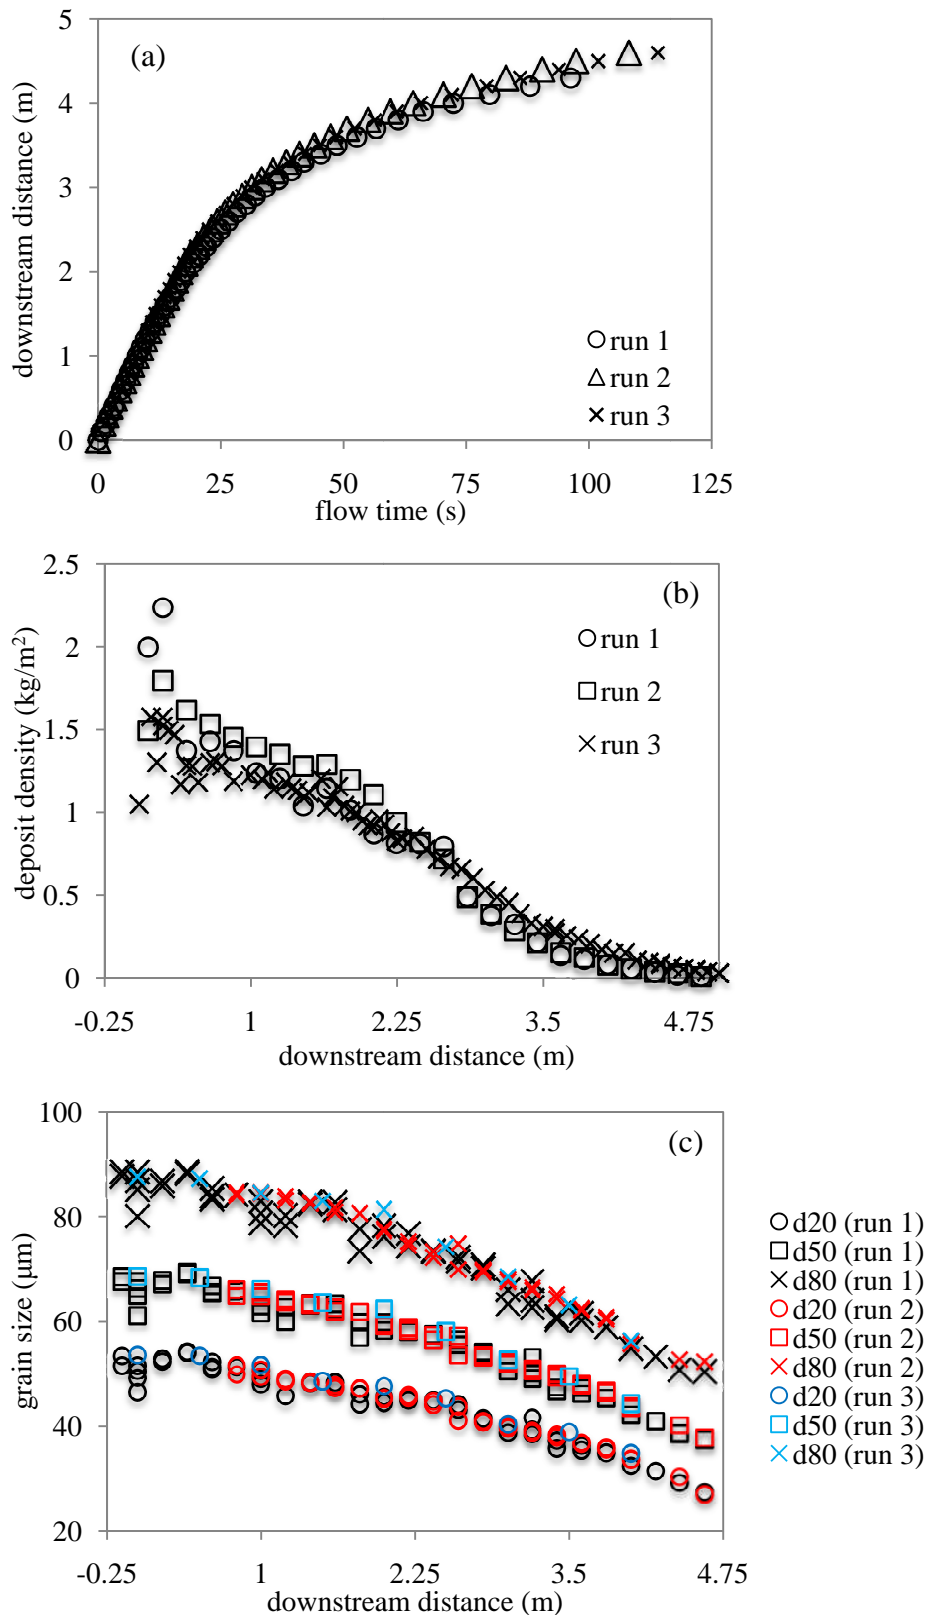 (a)
5
4
3
2
1
0
downstream distance (m)
run 1
run 2
run 3
0 25 50 75 100 125
flow time (s)
(b)
2.5
2
1.5
1
0.5
0
deposit density (kg/m²)
run 1
run 2
run 3
-0.25 1 2.25 3.5 4.75
downstream distance (m)
(c)
100
80
60
40
20
grain size (μm)
d20 (run 1)
d50 (run 1)
d80 (run 1)
d20 (run 2)
d50 (run 2)
d80 (run 2)
d20 (run 3)
d50 (run 3)
d80 (run 3)
-0.25 1 2.25 3.5 4.75
downstream distance (m)